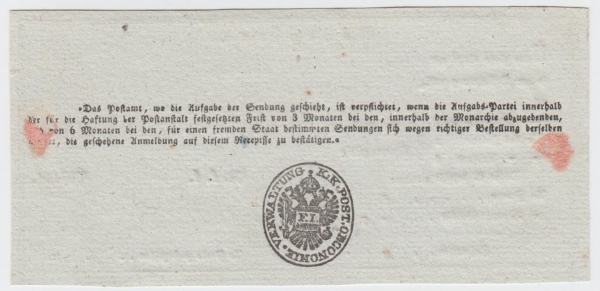 »Das Postamt, wo die Aufgabe der Sendung geschieht, ist verpflichtet, wenn die Aufgabs-Partei innerhalb
der für die Haftung der Postanstalt festgesetzten Frist von 3 Monaten bei den, innerhalb der Monarchie abzugebenden,
von 6 Monaten bei den, für einen fremden Staat bestimmten Sendungen sich wegen richtiger Bestellung derselben
die geschehene Anmeldung auf diesem Recepisse zu bestätigen.«
K.K. POST. OECONOMIE. VERWALTUNG
F.I.